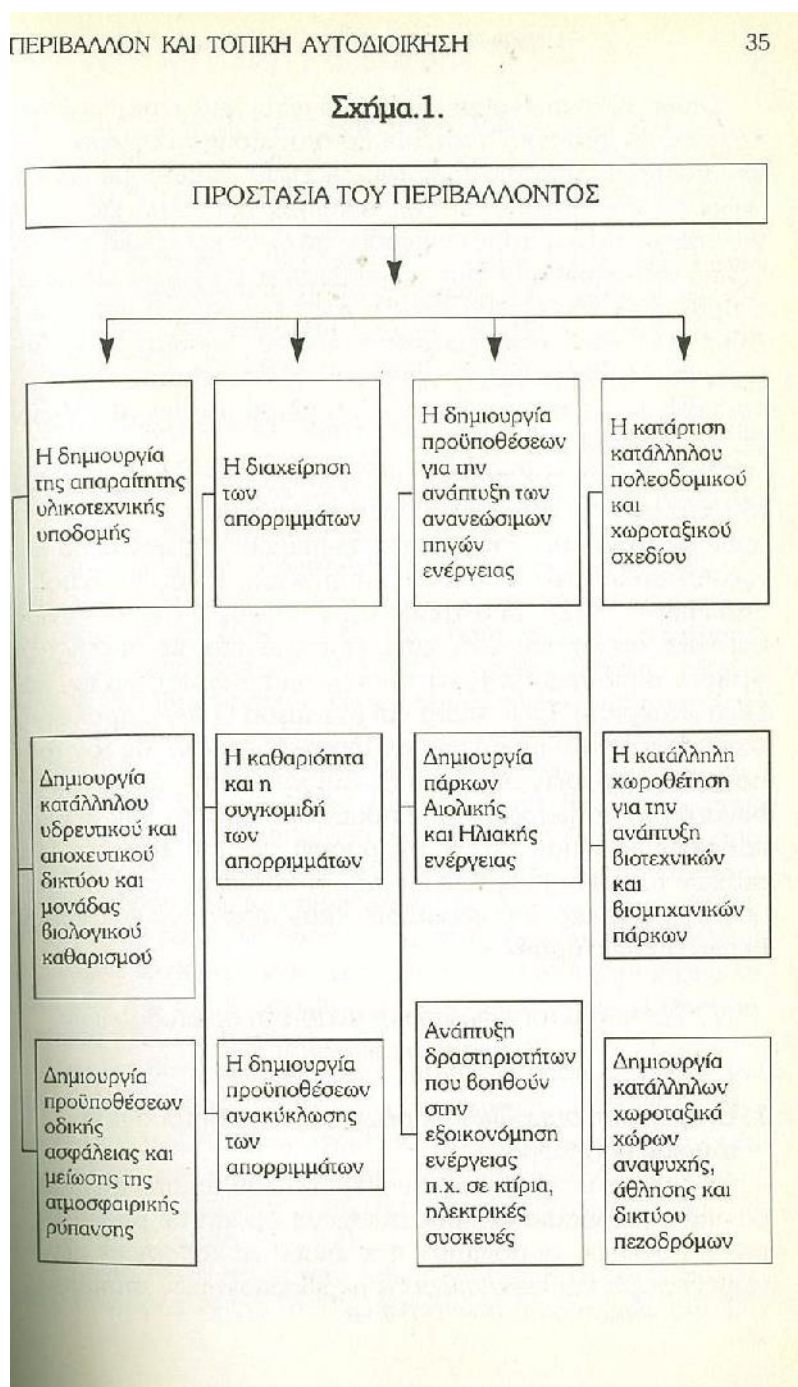 ΠΕΡΙΒΑΛΛΟΝ ΚΑΙ ΤΟΠΙΚΗ ΑΥΤΟΔΙΟΙΚΗΣΗ 35
Σχήμα.1.
ΠΡΟΣΤΑΣΙΑ ΤΟΥ ΠΕΡΙΒΑΛΛΟΝΤΟΣ
Η δημιουργία
της απαραίτητης
υλικοτεχνικής
υποδομής
Η διαχείρηση
των
απορριμμάτων
Η δημιουργία
προϋποθέσεων
για την
ανάπτυξη των
ανανεώσιμων
πηγών
ενέργειας
Η κατάρτιση
κατάλληλου
πολεοδομικού
και
χωροταξικού
σχεδίου
Δημιουργία
κατάλληλου
υδρευτικού και
αποχευτικού
δικτύου και
μονάδας
βιολογικού
καθαρισμού
Η καθαριότητα
και η
συγκομιδή
των
απορριμμάτων
Δημιουργία
πάρκων
Αιολικής
και Ηλιακής
ενέργειας
Η κατάλληλη
χωροθέτηση
για την
ανάπτυξη
βιοτεχνικών
και
βιομηχανικών
πάρκων
Δημιουργία
προϋποθέσεων
οδικής
ασφάλειας και
μείωσης της
ατμοσφαιρικής
ρύπανσης
Η δημιουργία
προϋποθέσεων
ανακύκλωσης
των
απορριμμάτων
Ανάπτυξη
δραστηριοτήτων
που βοηθούν
στην
εξοικονόμηση
ενέργειας
π.χ. σε κτίρια,
ηλεκτρικές
συσκευές
Δημιουργία
κατάλληλων
χωροταξικά
χώρων
αναψυχής,
άθλησης και
δικτύου
πεζοδρόμων